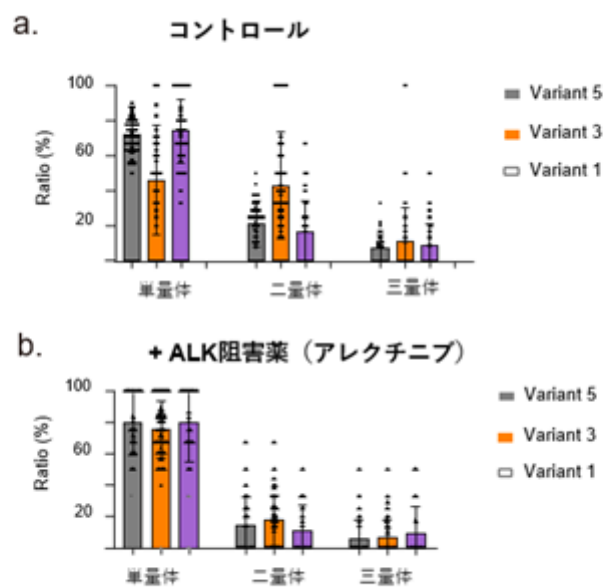 a.
コントロール
Ratio (%)
100
60
20
単量体
二量体
三量体
Variant 5
Variant 3
Variant 1
b.
+ ALK阻害薬（アレクチニブ）
Ratio (%)
100
60
20
単量体
二量体
三量体
Variant 5
Variant 3
Variant 1